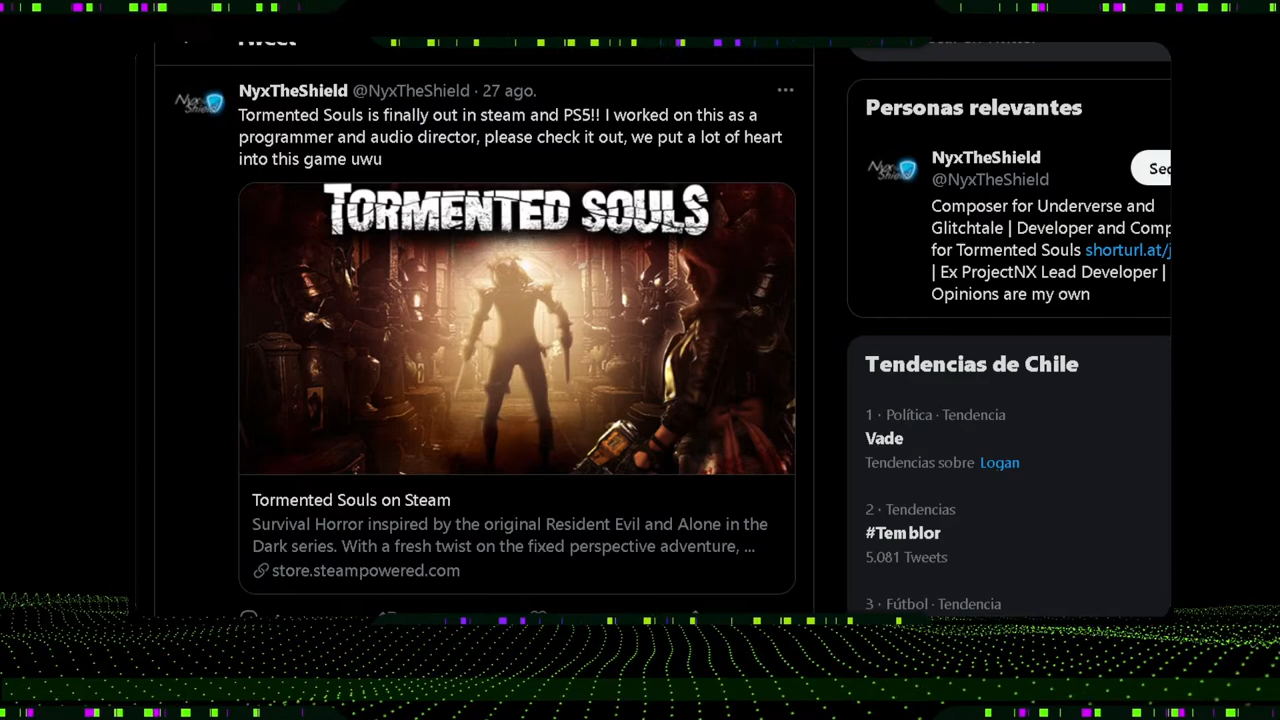 Tweet
NyxTheShield @NyxTheShield · 27 ago.
Tormented Souls is finally out in steam and PS5!! I worked on this as a
programmer and audio director, please check it out, we put a lot of heart
into this game uwu
TORMENTED SOULS
Tormented Souls on Steam
Survival Horror inspired by the original Resident Evil and Alone in the
Dark series. With a fresh twist on the fixed perspective adventure, ...
store.steampowered.com
Personas relevantes
NyxTheShield
@NyxTheShield
Sec
Composer for Underverse and
Glitchtale | Developer and Comp
for Tormented Souls shorturl.at/j
| Ex ProjectNX Lead Developer |
Opinions are my own
Tendencias de Chile
1 · Política · Tendencia
Vade
Tendencias sobre Logan
2 · Tendencias
#Temblor
5.081 Tweets
3 · Fútbol · Tendencia